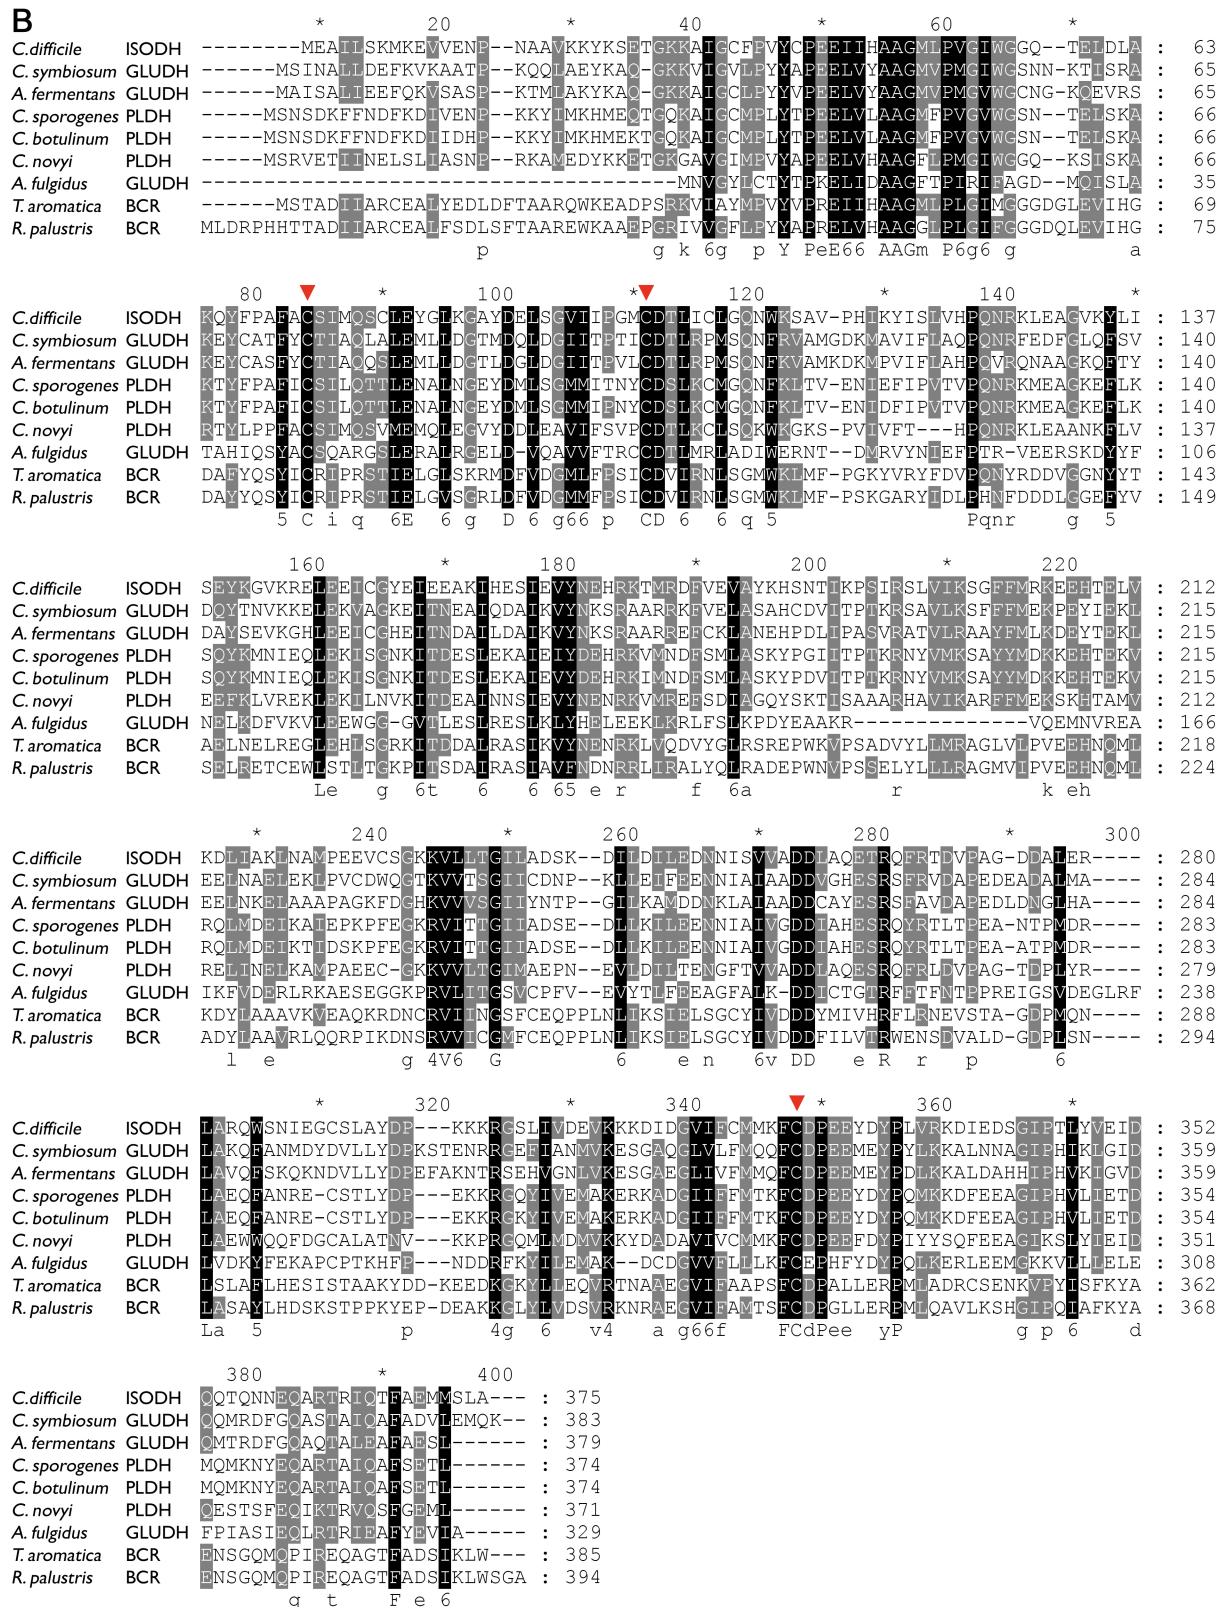 B
* 20 * 40 * 60 *
C.difficile ISODH --------MEAILSKMKEVVENP--NAAVKKYKSETGKKAIGCFPVYCPEEIIHAAGMLPVGIWGGQ--TELDLA : 63
C. symbiosum GLUDH ------MSINALLDEFKVKAATP--KQQLAEYKAQ-GKKVIGVLPYYAPEELVYAAGMVPMGIWGSNN-KTISRA : 65
A. fermentans GLUDH ------MAISALIEEFQKVSASP--KTMLAKYKAQ-GKKAIGCLPYYVPEELVYAAGMVPMGVWGCNG-KQEVRS : 65
C. sporogenes PLDH -----MSNSDKFFNDFKDIVENP--KKYIMKHMEQTGQKAIGCMPLYTPEELVLAAGMFPVGVWGSN--TELSKA : 66
C. botulinum PLDH -----MSNSDKFFNDFKDIIDHP--KKYIMKHMEKTGQKAIGCMPLYTPEELVLAAGMFPVGVWGSN--TELSKA : 66
C. novyi PLDH -----MSRVETIINELSLIASNP--RKAMEDYKKETGKGAVGIMPVYAPEELVHAAGFLPMGIWGGQ--KSISKA : 66
A. fulgidus GLUDH --------------------------------------MNVGYLCTYTPKELIDAAGFTPIRIFAGD--MQISLA : 35
T. aromatica BCR ------MSTADIIARCEALYEDLDFTAARQWKEADPSRKVIAYMPVYVPREIIHAAGMLPLGIMGGGDGLEVIHG : 69
R. palustris BCR MLDRPHHTTADIIARCEALFSDLSFTAAREWKAAEPGRIVVGFLPYYAPRELVHAAGGLPLGIFGGGDQLEVIHG : 75
p g k 6g p Y PeE66 AAGm P6g6 g a
80 * 100 * 120 * 140 *
C.difficile ISODH KQYFPAFACSIMQSCLEYGLKGAYDELSGVIIPGMCDTLICLGQNWKSAV-PHIKYISLVHPQNRKLEAGVKYLI : 137
C. symbiosum GLUDH KEYCATFYCTIAQLALEMLLDGTMDQLDGIITPTICDTLRPMSQNFRVAMGDKMAVIFLAQPQNRFEDFGLQFSV : 140
A. fermentans GLUDH KEYCASFYCTIAQQSLEMLLDGTLDGLDGIITPVLCDTLRPMSQNFKVAMKDKMPVIFLAHPQVRQNAAGKQFTY : 140
C. sporogenes PLDH KTYFPAFICSILQTTLENALNGEYDMLSGMMITNYCDSLKCMGQNFKLTV-ENIEFIPVTVPQNRKMEAGKEFLK : 140
C. botulinum PLDH KTYFPAFICSILQTTLENALNGEYDMLSGMMIPNYCDSLKCMGQNFKLTV-ENIDFIPVTVPQNRKMEAGKEFLK : 140
C. novyi PLDH RTYLPPFACSIMQSVMEMQLEGVYDDLEAVIFSVPCDTLKCLSQKWKGKS-PVIVFT---HPQNRKLEAANKFLV : 137
A. fulgidus GLUDH TAHIQSYACSQARGSLERALRGELD-VQAVVFTRCCDTLMRLADIWERNT--DMRVYNIEFPTR-VEERSKDYYF : 106
T. aromatica BCR DAFYQSYICRIPRSTIELGLSKRMDFVDGMLFPSICDVIRNLSGMWKLMF-PGKYVRYFDVPQNYRDDVGGNYYT : 143
R. palustris BCR DAYYQSYICRIPRSTIELGVSGRLDFVDGMMFPSICDVIRNLSGMWKLMF-PSKGARYIDLPHNFDDDLGGEFYV : 149
5 C i q 6E 6 g D 6 g66 p CD 6 6 q 5 Pqnr g 5
160 * 180 * 200 * 220
C.difficile ISODH SEYKGVKRELEEICGYEIEEAKIHESIEVYNEHRKTMRDFVEVAYKHSNTIKPSIRSLVIKSGFFMRKEEHTELV : 212
C. symbiosum GLUDH DQYTNVKKELEKVAGKEITNEAIQDAIKVYNKSRAARRKFVELASAHCDVITPTKRSAVLKSFFFMEKPEYIEKL : 215
A. fermentans GLUDH DAYSEVKGHLEEICGHEITNDAILDAIKVYNKSRAARREFCKLANEHPDLIPASVRATVLRAAYFMLKDEYTEKL : 215
C. sporogenes PLDH SQYKMNIEQLEKISGNKITDESLEKAIEIYDEHRKVMNDFSMLASKYPGIITPTKRNYVMKSAYYMDKKEHTEKV : 215
C. botulinum PLDH SQYKMNIEQLEKISGNKITDESLEKAIEIYDEHRKIMNDFSMLASKYPDVITPTKRNYVMKSAYYMDKKEHTEKV : 215
C. novyi PLDH EEFKLVREKLEKILNVKITDEAINNSIEVYNENRKVMREFSDLAGQYSKTISAAARHAVIKARFFMEKSKHTAMV : 212
A. fulgidus GLUDH NELKDFVKVLEEWGG-GVTLESLRESLKLYHELEEKLKRLFSLKPDYEAAKR--------------VQEMNVREA : 166
T. aromatica BCR AELNELREGLEHLSGRKITDDALRASIKVYNENRKLVQDVYGLRSREPWKVPSADVYLLMRAGLVLPVEEHNQML : 218
R. palustris BCR SELRETCEWLSTLTGKPITSDAIRASIAVFNDNRRLIRALYQLRADEPWNVPSSELYLLLRAGMVIPVEEHNQML : 224
Le g 6t 6 6 65 e r f 6a r k eh
* 240 * 260 * 280 * 300
C.difficile ISODH KDLIAKLNAMPEEVCSGKKVLLTGILADSK--DILDILEDNNISVVADDLAQETRQFRTDVPAG-DDALER---- : 280
C. symbiosum GLUDH EELNAELEKLPVCDWQGTKVVTSGIICDNP--KLLEIFEENNIAIAADDVGHESRSFRVDAPEDEADALMA---- : 284
A. fermentans GLUDH EELNKELAAAPAGKFDGHKVVVSGIIYNTP--GILKAMDDNKLAIAADDCAYESRSFAVDAPEDLDNGLHA---- : 284
C. sporogenes PLDH RQLMDEIKAIEPKPFEGKRVITTGIIADSE--DLLKILEENNIAIVGDDIAHESRQYRTLTPEA-NTPMDR---- : 283
C. botulinum PLDH RQLMDEIKTIDSKPFEGKRVITTGIIADSE--DLLKILEENNIAIVGDDIAHESRQYRTLTPEA-ATPMDR---- : 283
C. novyi PLDH RELINELKAMPAEEC-GKKVVLTGIMAEPN--EVLDILTENGFTVVADDLAQESRQFRLDVPAG-TDPLYR---- : 279
A. fulgidus GLUDH IKFVDERLRKAESEGGKPRVLITGSVCPFV--EVYTLFEEAGFALK-DDICTGTRFFTFNTPPREIGSVDEGLRF : 238
T. aromatica BCR KDYLAAAVKVEAQKRDNCRVIINGSFCEQPPLNLIKSIELSGCYIVDDDYMIVHRFLRNEVSTA-GDPMQN---- : 288
R. palustris BCR ADYLAAVRLQQRPIKDNSRVILCGMFCEQPPLNLIKSIELSGCYIVDDDFILVTRWENSDVALD-GDPLSN---- : 294
l e g 4V6 G 6 e n 6v DD e R r p 6
* 320 * 340 * 360 *
C.difficile ISODH LARQWSNIEGCSLAYDP--KKKRGSLIVDEVKKKDIDGVIFCMMKFCDPEEYDYPLVRKDIEDSGIPTLYVEID : 352
C. symbiosum GLUDH LAKQFANMDYDVLLYDPKSTENRRGEFIANMVKESGAQGLVLFMQQFCDPEEMEYPYLKKALNNAGIPHIKLGID : 359
A. fermentans GLUDH LAVQFSKQKNDVLLYDPEFAKNTRSEHVGNLVKESGAEGLIVFMMQFCDPEEMEYPDLKKALDAHHIPHVKIGVD : 359
C. sporogenes PLDH LAEQFANRE-CSTLYDP---EKKRGQYIVEMAKERKADGIIFFMTKFCDPEEYDYPQMKKDFEEAGIPHVLIETD : 354
C. botulinum PLDH LAEQFANRE-CSTLYDP---EKKRGKYIVEMAKERKADGIIFFMTKFCDPEEYDYPQMKKDFEEAGIPHVLIETD : 354
C. novyi PLDH LAEWWQQFDGCALATNV---KKPRGQMLMDMVKKYDADAVIVCMMKFCDPEEFDYPIYYSQFEEAGIKSLYIEID : 351
A. fulgidus GLUDH LVDKYFEKAPCPTKHFP---NDDRFKYLIEMAK--DCDGVVFLLLKFCEPHFYDYPQLKERLEEMGKKVLLLELE : 308
T. aromatica BCR LSLAFLHESISTAAKYDD-KEEDKGKYLLEQVRTNAAEGVIFAAPSFCDPALLERPMLADRCSENKVPYISFKYA : 362
R. palustris BCR LASAYLHDSKSTPPKYEP-DEAKKGLYLVDSVRKNRAEGVIFAMTSFCDPGLLERPMLQAVLKSHGIPQIAFKYA : 368
La 5 p 4g 6 v4 a g66f FCdPee yP g p 6 d
380 * 400
C.difficile ISODH QQTQNNEQARTRIQTFAEMMSLA--- : 375
C. symbiosum GLUDH QQMRDFGQASTAIQAFADVLEMQK-- : 383
A. fermentans GLUDH QMTRDFGQAQTALEAFAESL------ : 379
C. sporogenes PLDH MQMKNYEQARTAIQAFSETL------ : 374
C. botulinum PLDH MQMKNYEQARTAIQAFSETL------ : 374
C. novyi PLDH QESTSFEQIKTRVQSFGEML------ : 371
A. fulgidus GLUDH FPIASIEQLRTRIEAFYEVIA----- : 329
T. aromatica BCR ENSGQMQPIREQAGTFADSIKLW--- : 385
R. palustris BCR ENSGQMQPIREQAGTFADSIKLWSGA : 394
q t F e 6